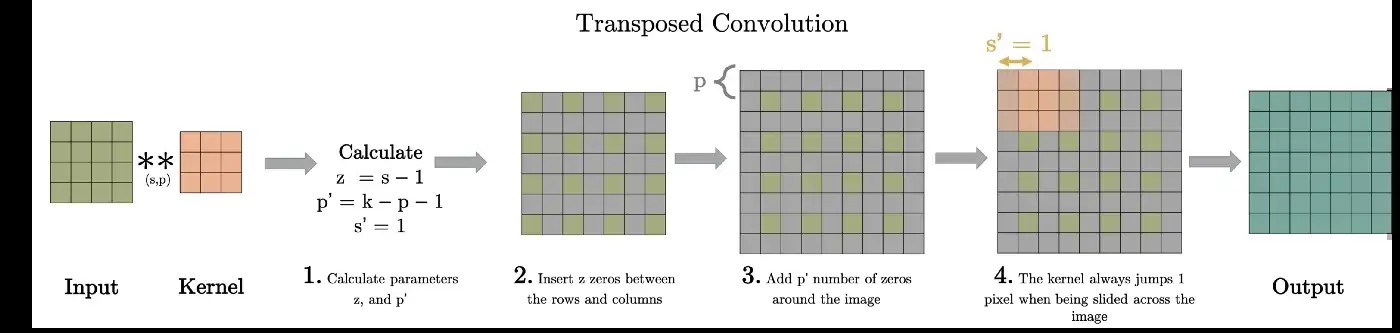 Transposed Convolution
**
(s,p)
Calculate
z = s − 1
p' = k − p − 1
s' = 1
p
s' = 1
Input
Kernel
1. Calculate parameters
z, and p'
2. Insert z zeros between
the rows and columns
3. Add p' number of zeros
around the image
4. The kernel always jumps 1
pixel when being slided across the
image
Output